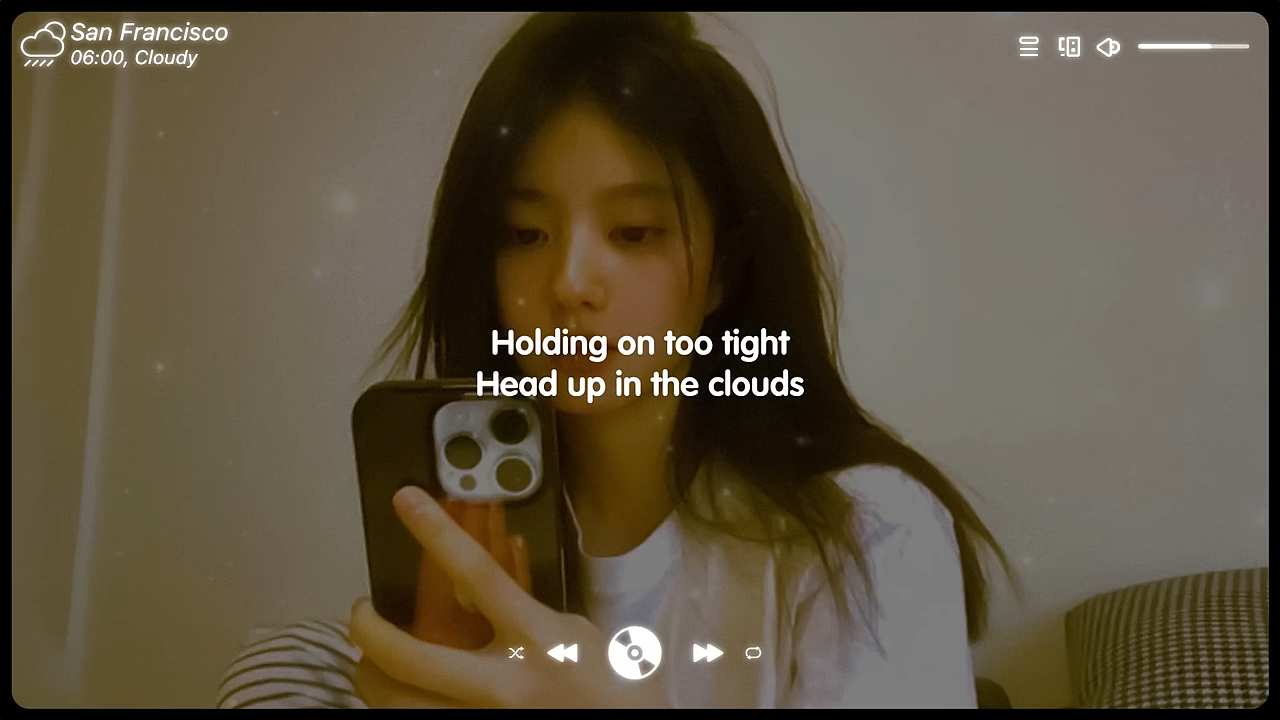 San Francisco
06:00, Cloudy
Holding on too tight
Head up in the clouds